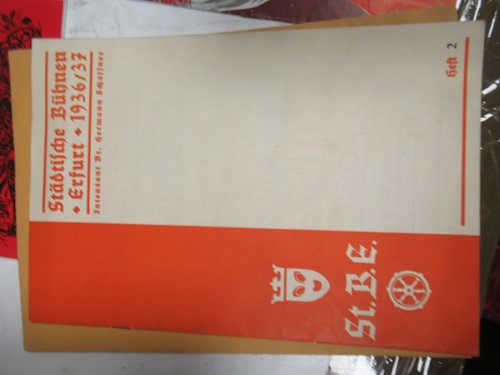 Städtische Bühnen
• Erfurt • 1936/37
Intendant Dr. Hermann Schaffner
Heft 2
St.B.E.